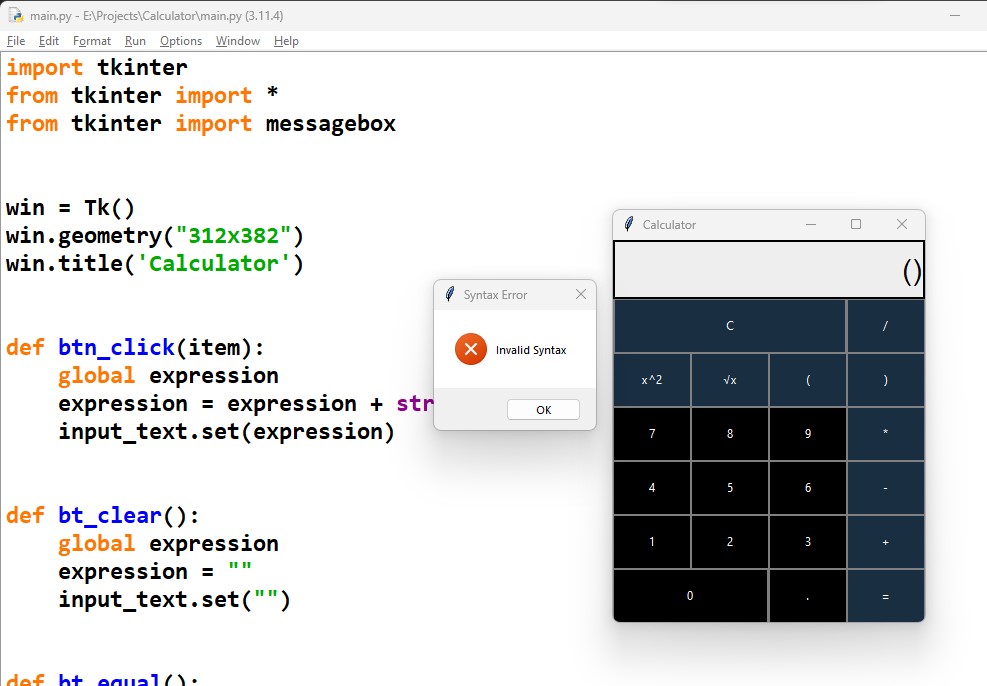 main.py - E:\Projects\Calculator\main.py (3.11.4)
File Edit Format Run Options Window Help
import tkinter
from tkinter import *
from tkinter import messagebox
win = Tk()
win.geometry("312x382")
win.title('Calculator')
def btn_click(item):
    global expression
    expression = expression + str
    input_text.set(expression)
def bt_clear():
    global expression
    expression = ""
    input_text.set("")
def bt_equal():
Syntax Error
Invalid Syntax
OK
Calculator
()
C /
x^2 √x ( )
7 8 9 *
4 5 6 -
1 2 3 +
0 . =